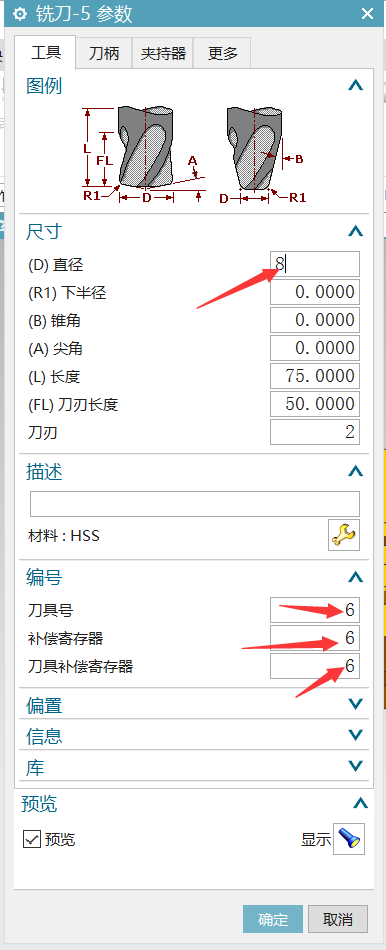 铣刀-5 参数
工具 刀柄 夹持器 更多
图例
L FL R1 D A D R1 B
尺寸
(D) 直径 8
(R1) 下半径 0.0000
(B) 锥角 0.0000
(A) 尖角 0.0000
(L) 长度 75.0000
(FL) 刀刃长度 50.0000
刀刃 2
描述
材料 : HSS
编号
刀具号 6
补偿寄存器 6
刀具补偿寄存器 6
偏置
信息
库
预览
预览 显示
确定 取消